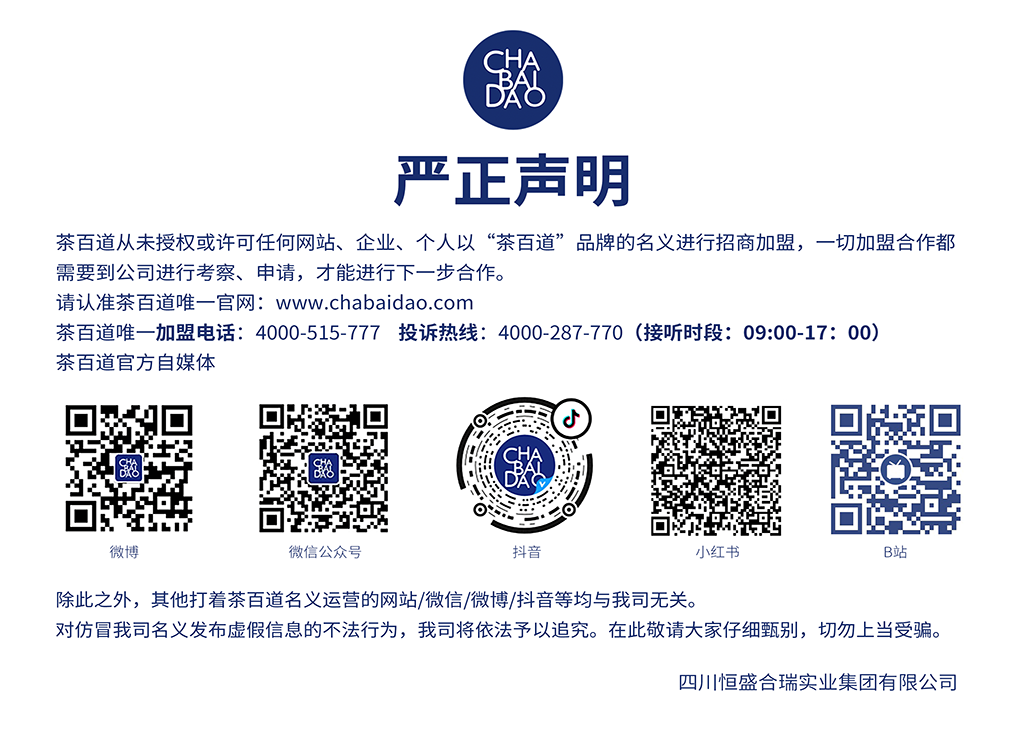 CHA
BAI
DAO
严正声明
茶百道从未授权或许可任何网站、企业、个人以“茶百道”品牌的名义进行招商加盟，一切加盟合作都
需要到公司进行考察、申请，才能进行下一步合作。
请认准茶百道唯一官网：www.chabaidao.com
茶百道唯一加盟电话：4000-515-777 投诉热线：4000-287-770（接听时段：09:00-17：00）
茶百道官方自媒体
CHA
BAI
DAO
CHA
BAI
DAO
CHA
BAI
DAO
微博 微信公众号 抖音 小红书 B站
除此之外，其他打着茶百道名义运营的网站/微信/微博/抖音等均与我司无关。
对仿冒我司名义发布虚假信息的不法行为，我司将依法予以追究。在此敬请大家仔细甄别，切勿上当受骗。
四川恒盛合瑞实业集团有限公司